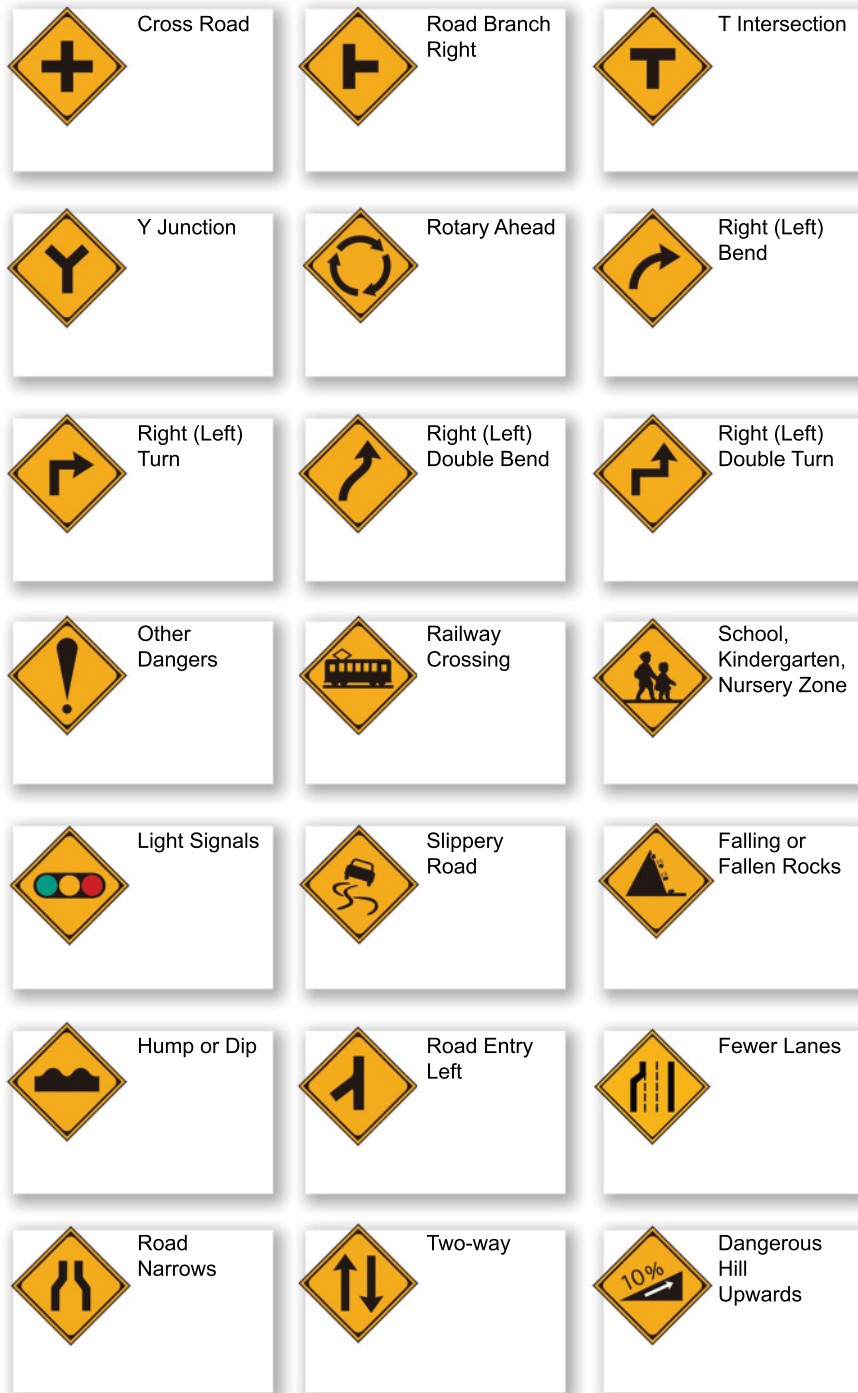 Cross Road
Road Branch
Right
T Intersection
Y Junction
Rotary Ahead
Right (Left)
Bend
Right (Left)
Turn
Right (Left)
Double Bend
Right (Left)
Double Turn
Other
Dangers
Railway
Crossing
School,
Kindergarten,
Nursery Zone
Light Signals
Slippery
Road
Falling or
Fallen Rocks
Hump or Dip
Road Entry
Left
Fewer Lanes
Road
Narrows
Two-way
10%
Dangerous
Hill
Upwards